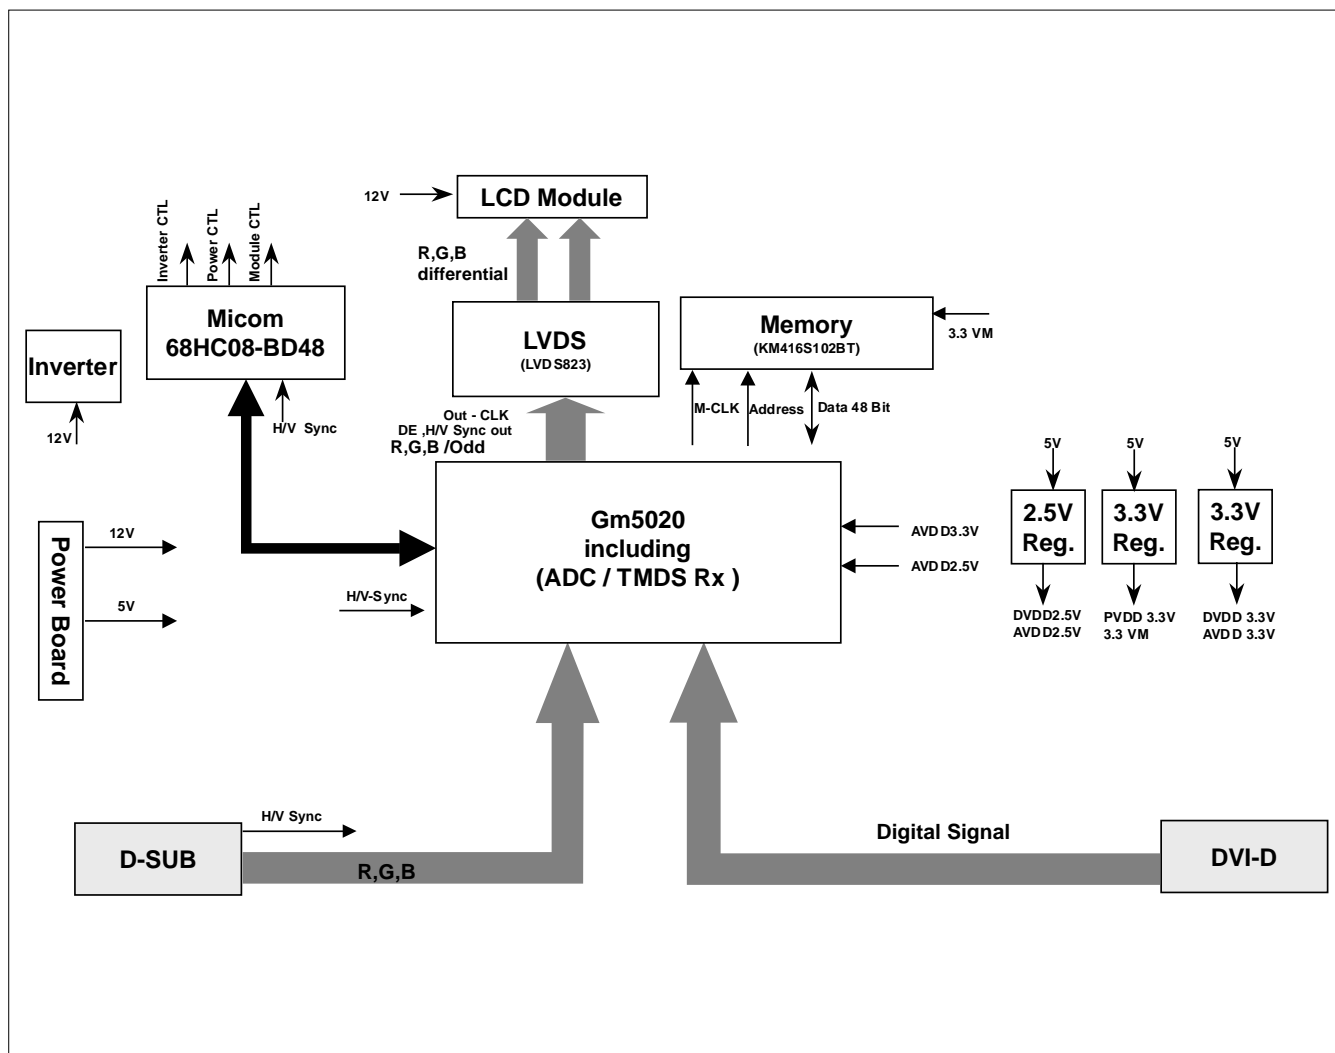 12V
LCD Module
Inverter CTL
Power CTL
Module CTL
R,G,B
differential
Micom
68HC08-BD48
LVDS
(LVDS823)
Memory
(KM416S102BT)
3.3 VM
Inverter
12V
H/V Sync
Out - CLK
DE ,H/V Sync out
R,G,B /Odd
M-CLK
Address
Data 48 Bit
5V
5V
5V
Gm5020
including
(ADC / TMDS Rx )
AVDD3.3V
AVDD2.5V
2.5V
Reg.
3.3V
Reg.
3.3V
Reg.
Power Board
12V
5V
H/V-Sync
DVDD2.5V
AVDD2.5V
PVDD 3.3V
3.3 VM
DVDD 3.3V
AVDD 3.3V
D-SUB
H/V Sync
R,G,B
Digital Signal
DVI-D